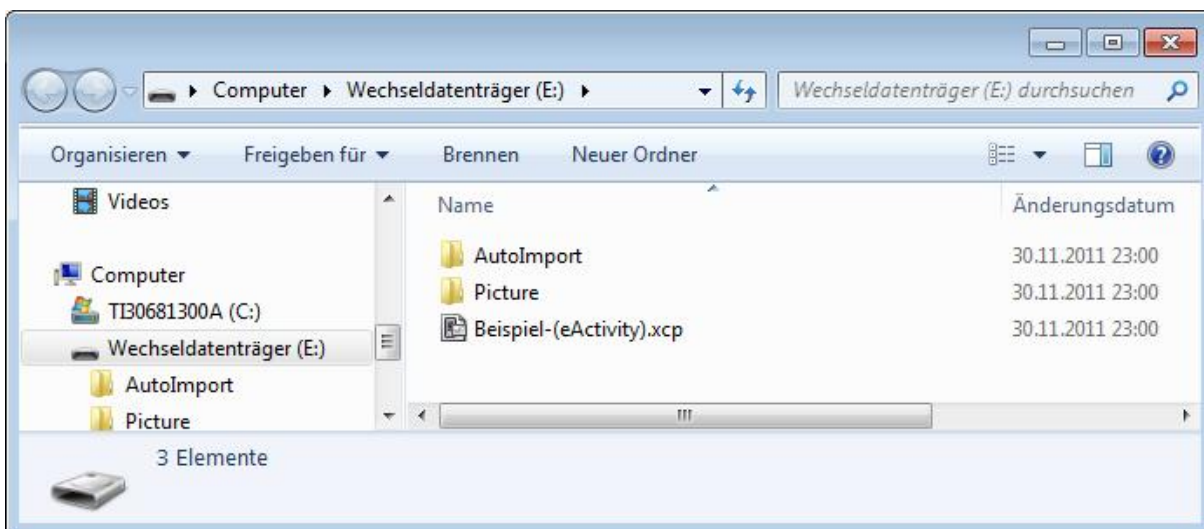 Computer Wechseldatenträger (E:) Wechseldatenträger (E:) durchsuchen
Organisieren Freigeben für Brennen Neuer Ordner
Videos
Computer
TI30681300A (C:)
Wechseldatenträger (E:)
AutoImport
Picture
Name Änderungsdatum
AutoImport 30.11.2011 23:00
Picture 30.11.2011 23:00
Beispiel-(eActivity).xcp 30.11.2011 23:00
3 Elemente